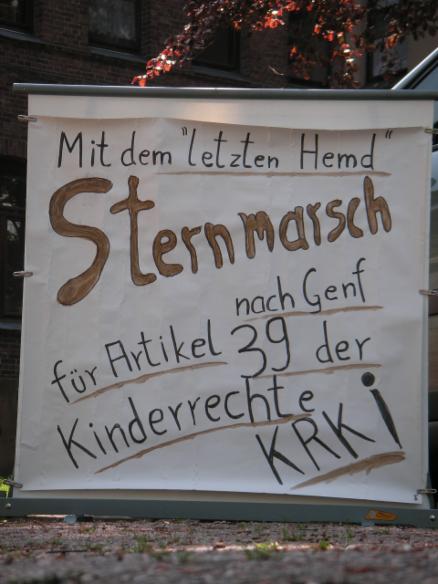 Mit dem "letzten Hemd"
Sternmarsch
nach Genf
für Artikel 39 der
Kinderrechte
KRK!